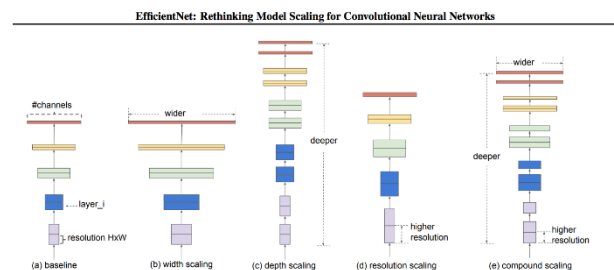 EfficientNet: Rethinking Model Scaling for Convolutional Neural Networks
#channels
wider
wider
deeper
deeper
layer_i
resolution HxW
higher
resolution
higher
resolution
(a) baseline
(b) width scaling
(c) depth scaling
(d) resolution scaling
(e) compound scaling